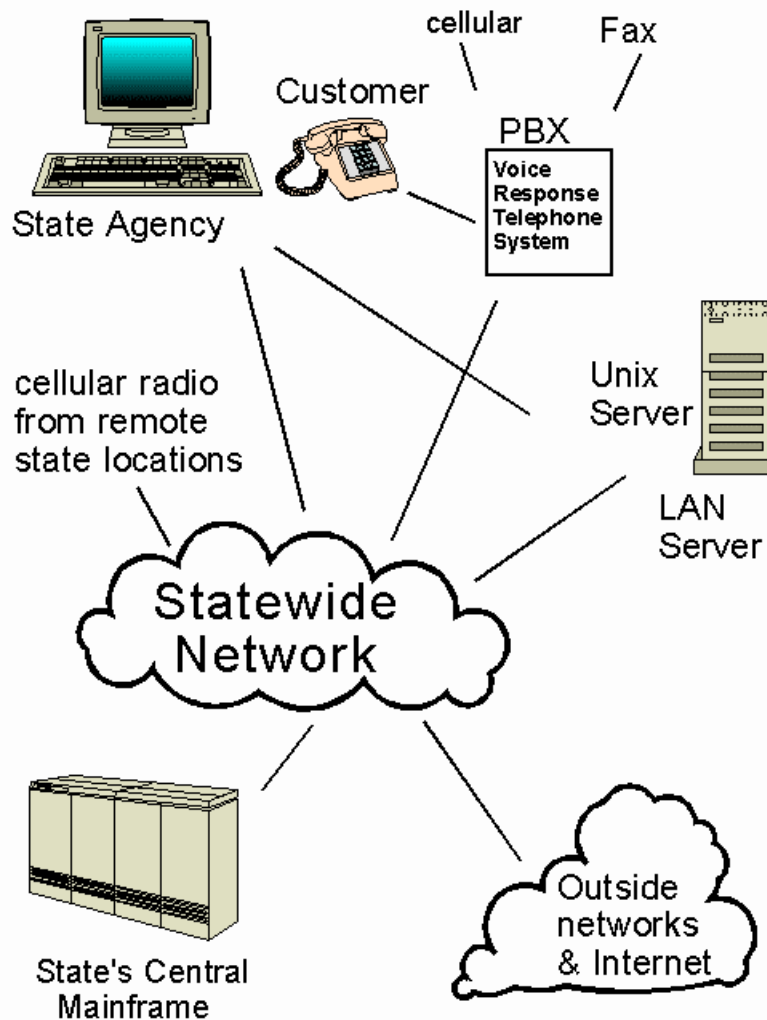 cellular
Fax
Customer
PBX
Voice
Response
Telephone
System
State Agency
Unix
Server
cellular radio
from remote
state locations
LAN
Server
Statewide
Network
Outside
networks
& Internet
State's Central
Mainframe